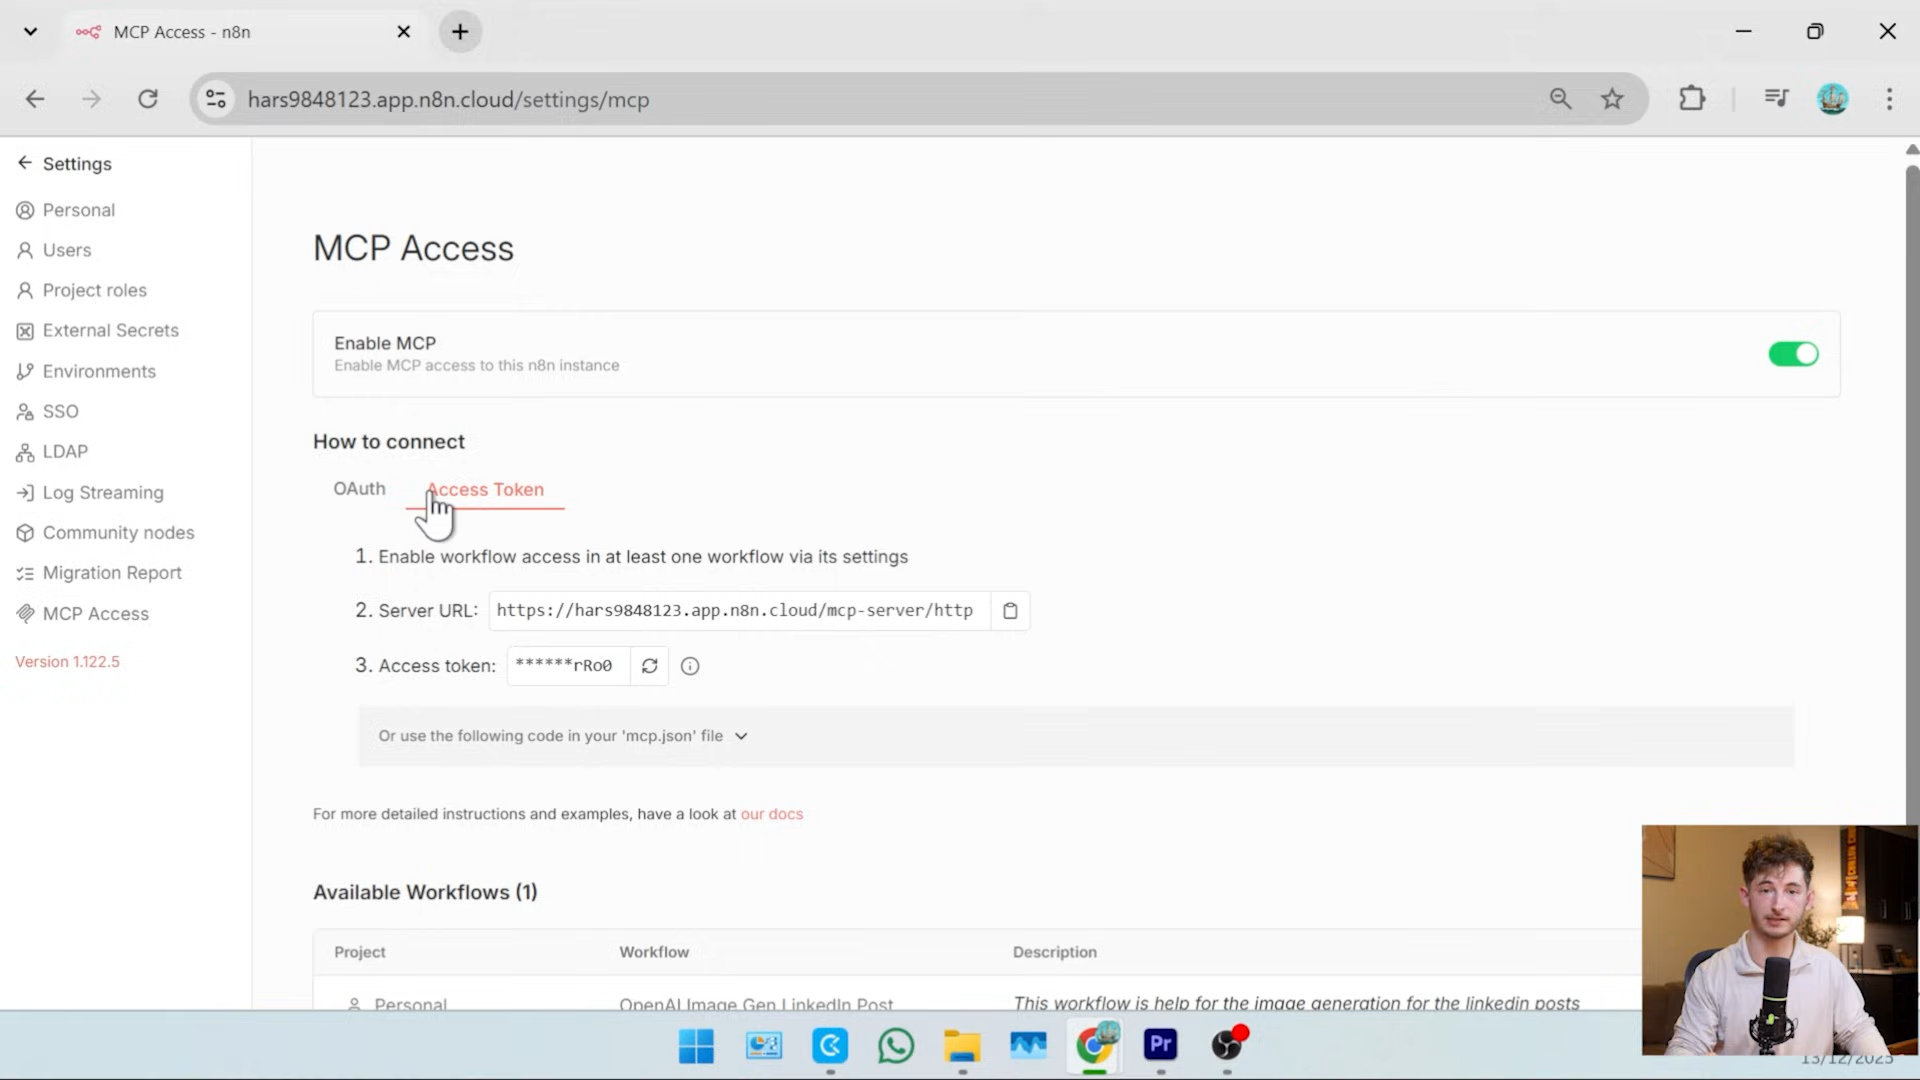 MCP Access - n8n
hars9848123.app.n8n.cloud/settings/mcp
Settings
Personal
Users
Project roles
External Secrets
Environments
SSO
LDAP
Log Streaming
Community nodes
Migration Report
MCP Access
Version 1.122.5
MCP Access
Enable MCP
Enable MCP access to this n8n instance
How to connect
OAuth
Access Token
1. Enable workflow access in at least one workflow via its settings
2. Server URL: https://hars9848123.app.n8n.cloud/mcp-server/http
3. Access token: ******rRo0
Or use the following code in your 'mcp.json' file
For more detailed instructions and examples, have a look at our docs
Available Workflows (1)
Project Workflow Description
Personal OpenAI Image Gen LinkedIn Post This workflow is help for the image generation for the linkedin posts
Pr
13/12/2025